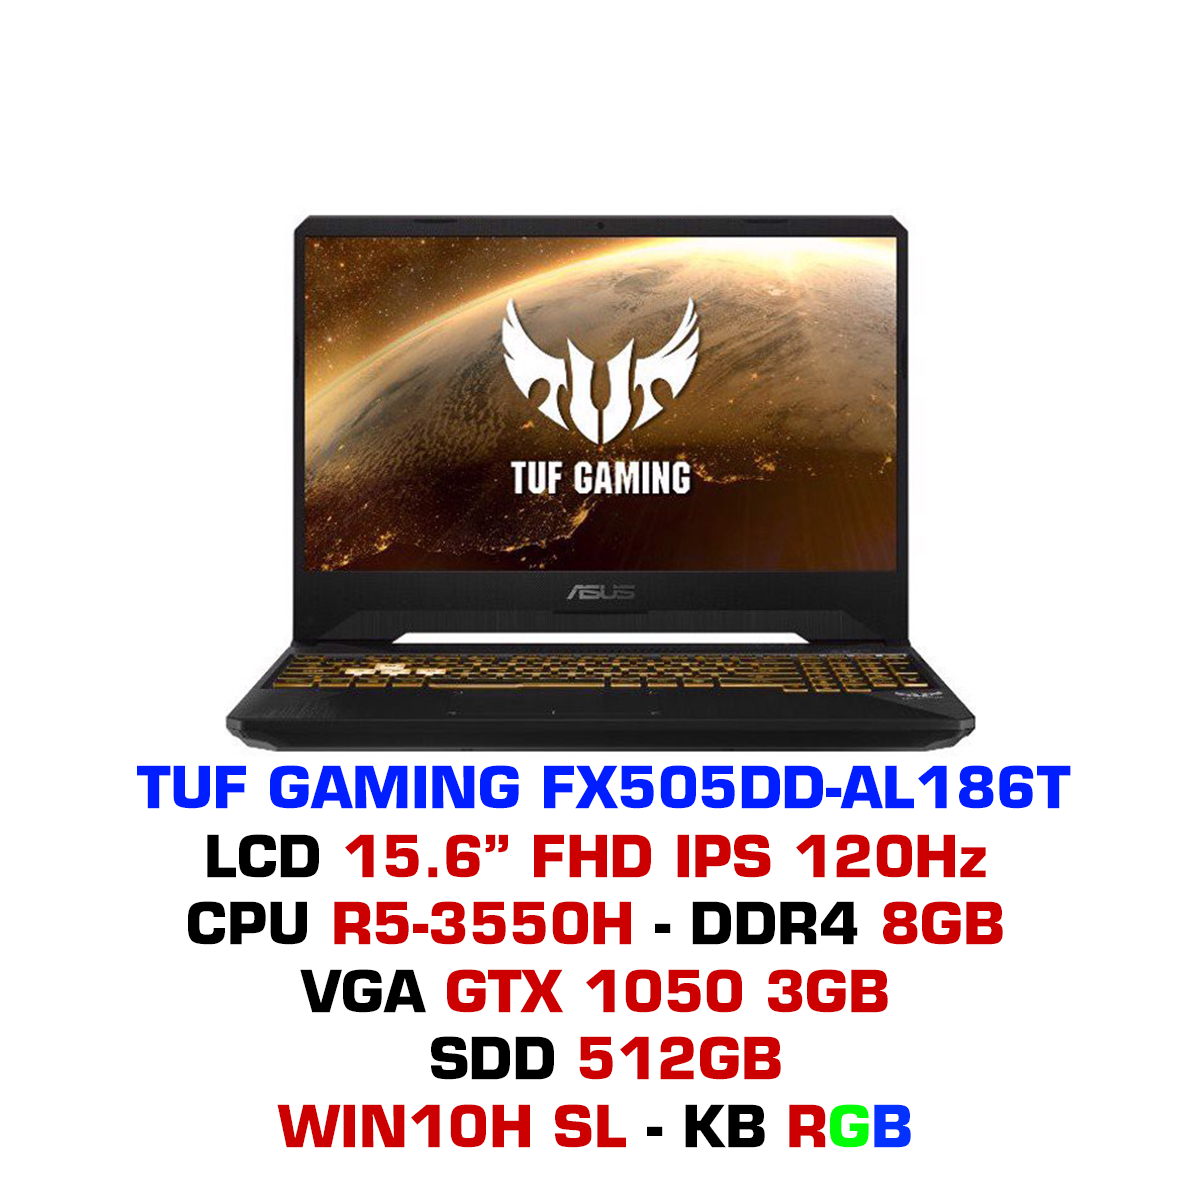 TUF GAMING
ASUS
TUF GAMING FX505DD-AL186T
LCD 15.6” FHD IPS 120Hz
CPU R5-3550H - DDR4 8GB
VGA GTX 1050 3GB
SDD 512GB
WIN10H SL - KB RGB